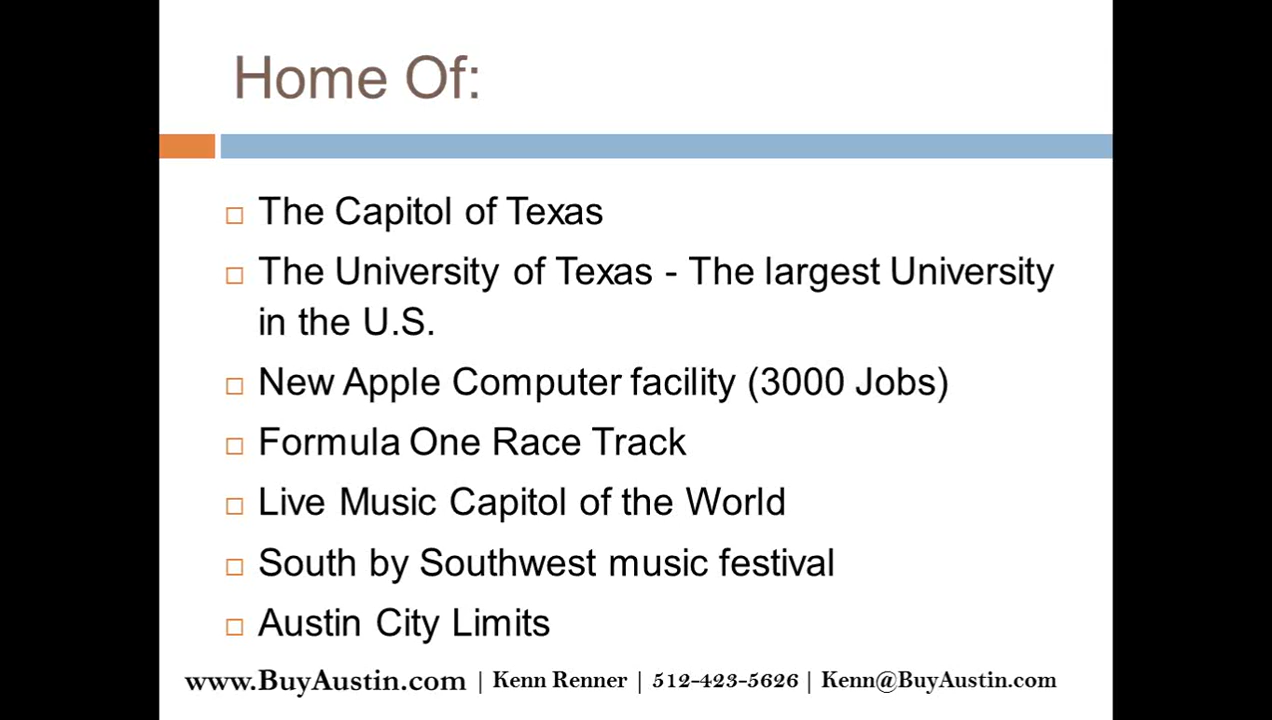 Home Of:
The Capitol of Texas
The University of Texas - The largest University
in the U.S.
New Apple Computer facility (3000 Jobs)
Formula One Race Track
Live Music Capitol of the World
South by Southwest music festival
Austin City Limits
www.BuyAustin.com | Kenn Renner | 512-423-5626 | Kenn@BuyAustin.com